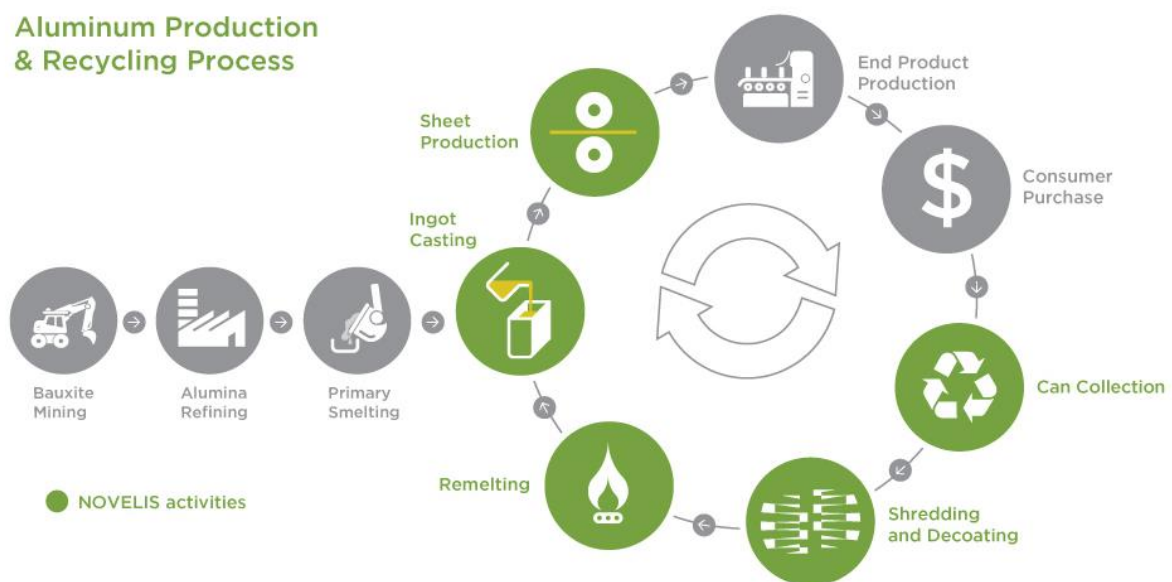 Aluminum Production
& Recycling Process
End Product
Production
Sheet
Production
$
Consumer
Purchase
Ingot
Casting
Bauxite
Mining
Alumina
Refining
Primary
Smelting
Can Collection
Remelting
NOVELIS activities
Shredding
and Decoating